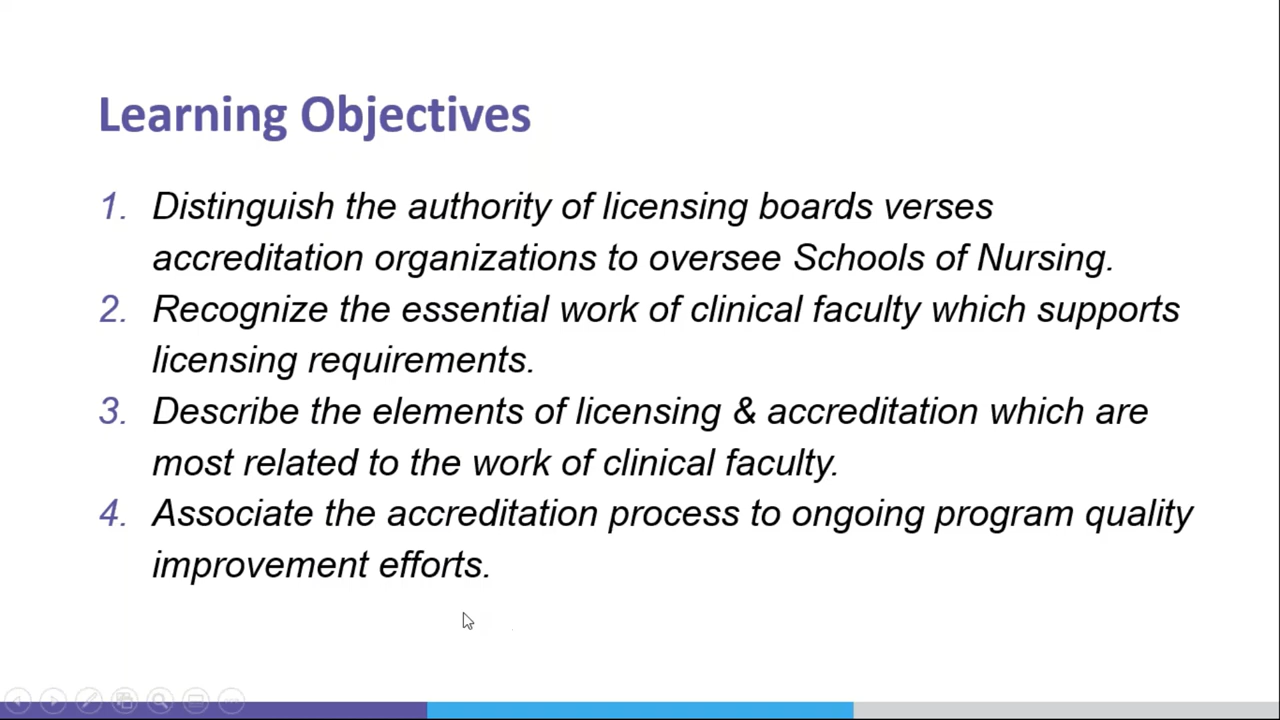 Learning Objectives
1. Distinguish the authority of licensing boards verses
accreditation organizations to oversee Schools of Nursing.
2. Recognize the essential work of clinical faculty which supports
licensing requirements.
3. Describe the elements of licensing & accreditation which are
most related to the work of clinical faculty.
4. Associate the accreditation process to ongoing program quality
improvement efforts.